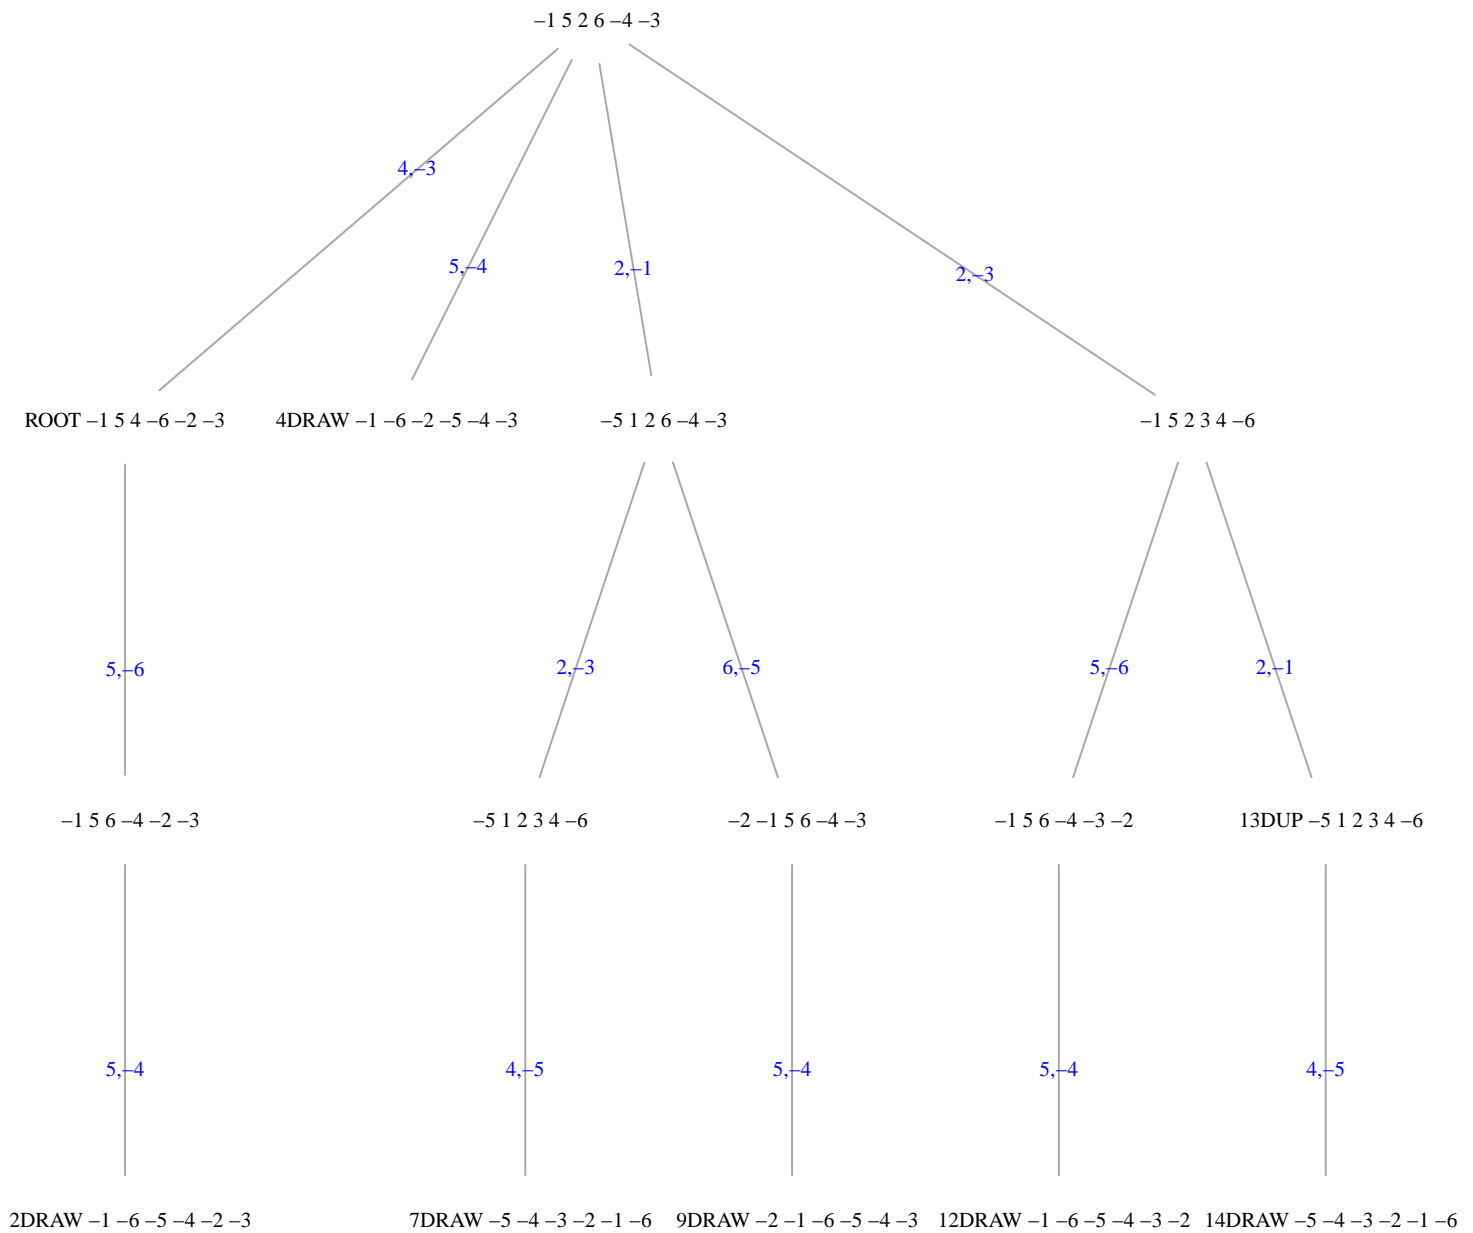 –1 5 2 6 –4 –3
4,–3
5,–4
2,–1
2,–3
ROOT –1 5 4 –6 –2 –3
4DRAW –1 –6 –2 –5 –4 –3
–5 1 2 6 –4 –3
–1 5 2 3 4 –6
5,–6
2,–3
6,–5
5,–6
2,–1
–1 5 6 –4 –2 –3
–5 1 2 3 4 –6
–2 –1 5 6 –4 –3
–1 5 6 –4 –3 –2
13DUP –5 1 2 3 4 –6
5,–4
4,–5
5,–4
5,–4
4,–5
2DRAW –1 –6 –5 –4 –2 –3
7DRAW –5 –4 –3 –2 –1 –6
9DRAW –2 –1 –6 –5 –4 –3
12DRAW –1 –6 –5 –4 –3 –2
14DRAW –5 –4 –3 –2 –1 –6